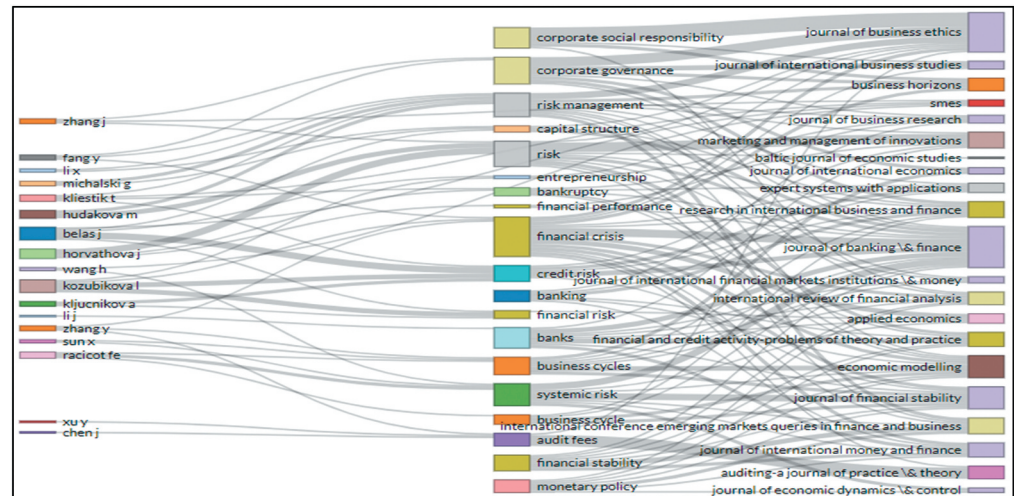 zhang j
fang y
li x
michalski g
kliestik t
hudakova m
belas j
horvathova j
wang h
kozubikova l
kljucnikov a
li j
zhang y
sun x
racicot fe
xu y
chen j
corporate social responsibility
corporate governance
risk management
capital structure
risk
entrepreneurship
bankruptcy
financial performance
financial crisis
credit risk
banking
financial risk
banks
business cycles
systemic risk
business cycle
audit fees
financial stability
monetary policy
journal of business ethics
journal of international business studies
business horizons
smes
journal of business research
marketing and management of innovations
baltic journal of economic studies
journal of international economics
expert systems with applications
research in international business and finance
journal of banking \& finance
journal of international financial markets institutions \& money
international review of financial analysis
applied economics
financial and credit activity-problems of theory and practice
economic modelling
journal of financial stability
international conference emerging markets queries in finance and business
journal of international money and finance
auditing-a journal of practice \& theory
journal of economic dynamics \& control